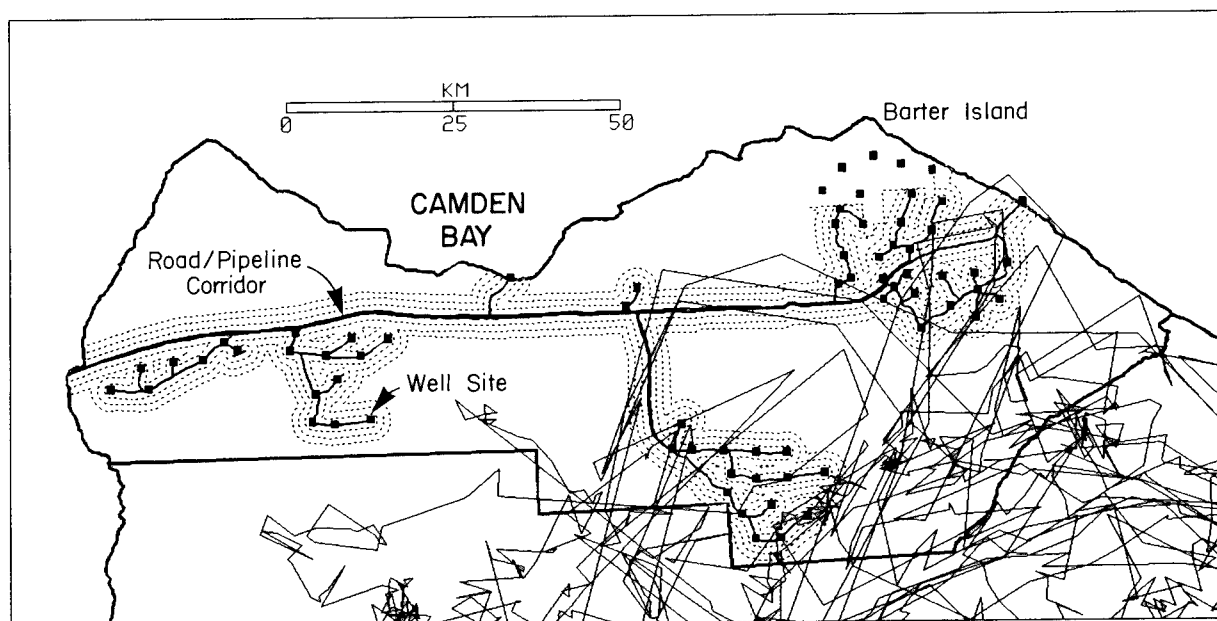 KM
0 25 50
Barter Island
CAMDEN
BAY
Road/Pipeline
Corridor
Well Site